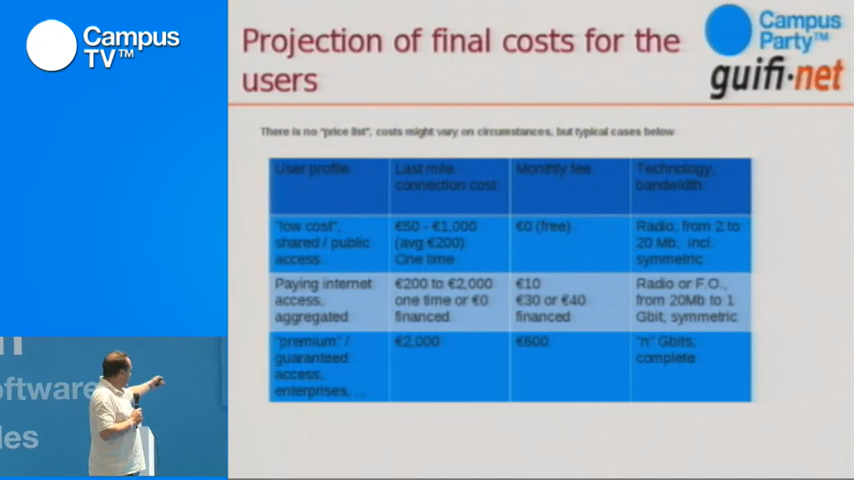 Campus
TV™
Projection of final costs for the
users
Campus
Party™
guifi·net
There is no "price list", costs might vary on circumstances, but typical cases below
User profile
Last mile
connection cost
Monthly fee
Technology,
bandwidth
"low cost",
shared / public
access
€50 - €1,000
(avg €200)
One time
€0 (free)
Radio, from 2 to
20 Mb, incl.
symmetric
Paying internet
access,
aggregated
€200 to €2,000
one time or €0
financed
€10
€30 or €40
financed
Radio or F.O.,
from 20Mb to 1
Gbit, symmetric
"premium" /
guaranteed
access,
enterprises, ...
€2,000
€600
"n" Gbits,
complete
oftware
les